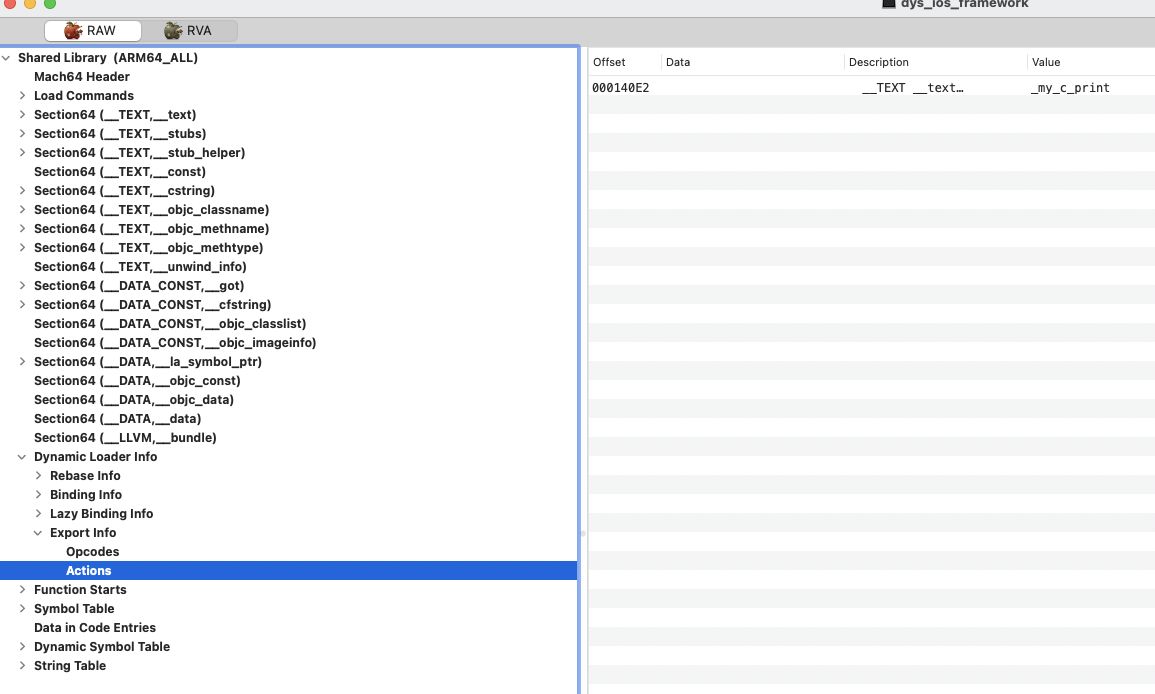 dys_ios_framework
RAW RVA
Shared Library (ARM64_ALL)
Mach64 Header
Load Commands
Section64 (__TEXT,__text)
Section64 (__TEXT,__stubs)
Section64 (__TEXT,__stub_helper)
Section64 (__TEXT,__const)
Section64 (__TEXT,__cstring)
Section64 (__TEXT,__objc_classname)
Section64 (__TEXT,__objc_methname)
Section64 (__TEXT,__objc_methtype)
Section64 (__TEXT,__unwind_info)
Section64 (__DATA_CONST,__got)
Section64 (__DATA_CONST,__cfstring)
Section64 (__DATA_CONST,__objc_classlist)
Section64 (__DATA_CONST,__objc_imageinfo)
Section64 (__DATA,__la_symbol_ptr)
Section64 (__DATA,__objc_const)
Section64 (__DATA,__objc_data)
Section64 (__DATA,__data)
Section64 (__LLVM,__bundle)
Dynamic Loader Info
Rebase Info
Binding Info
Lazy Binding Info
Export Info
Opcodes
Actions
Function Starts
Symbol Table
Data in Code Entries
Dynamic Symbol Table
String Table
Offset Data Description Value
000140E2 __TEXT __text… _my_c_print